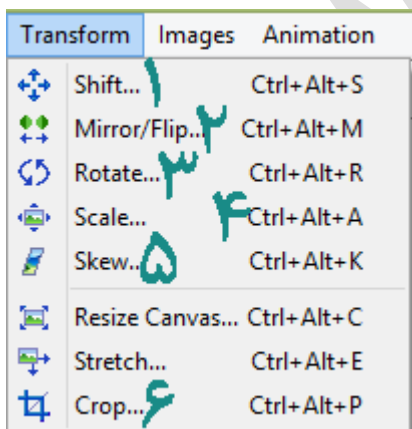 Transform Images Animation
Shift... ۱ Ctrl+Alt+S
Mirror/Flip... ۲ Ctrl+Alt+M
Rotate... ۳ Ctrl+Alt+R
Scale... ۴ Ctrl+Alt+A
Skew... ۵ Ctrl+Alt+K
Resize Canvas... Ctrl+Alt+C
Stretch... Ctrl+Alt+E
Crop... ۶ Ctrl+Alt+P